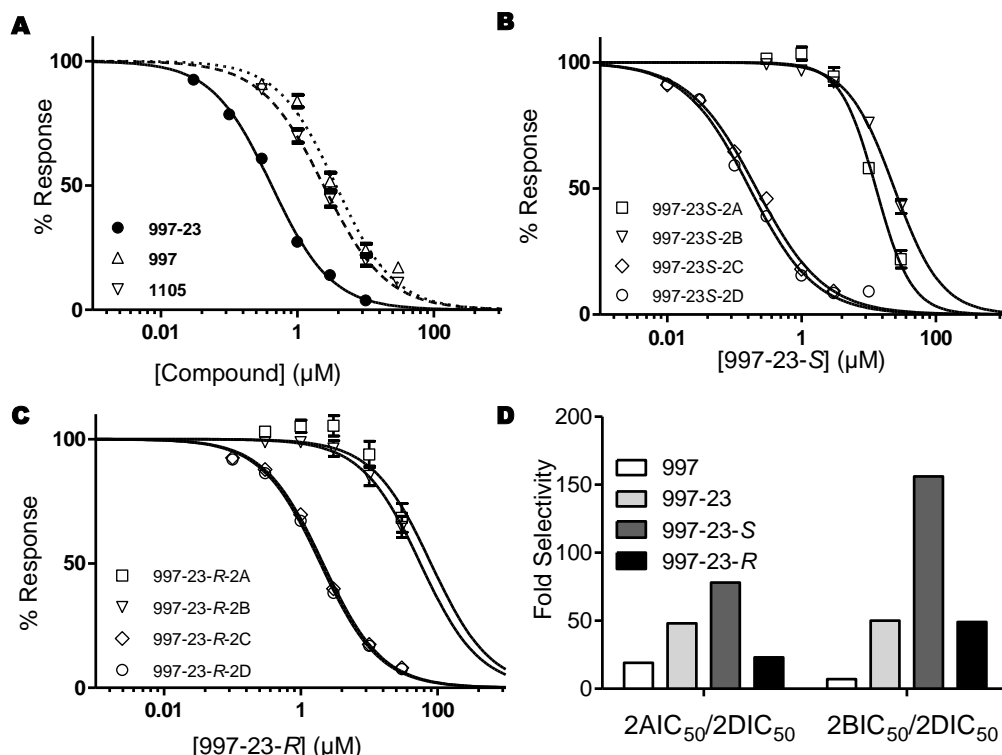 A
100
50
0
% Response
997-23
997
1105
0.01
1
100
[Compound] (µM)
B
100
50
0
% Response
997-23S-2A
997-23S-2B
997-23S-2C
997-23S-2D
0.01
1
100
[997-23-S] (µM)
C
100
50
0
% Response
997-23-R-2A
997-23-R-2B
997-23-R-2C
997-23-R-2D
0.01
1
100
[997-23-R] (µM)
D
200
150
100
50
0
Fold Selectivity
997
997-23
997-23-S
997-23-R
2AIC50/2DIC50
2BIC50/2DIC50